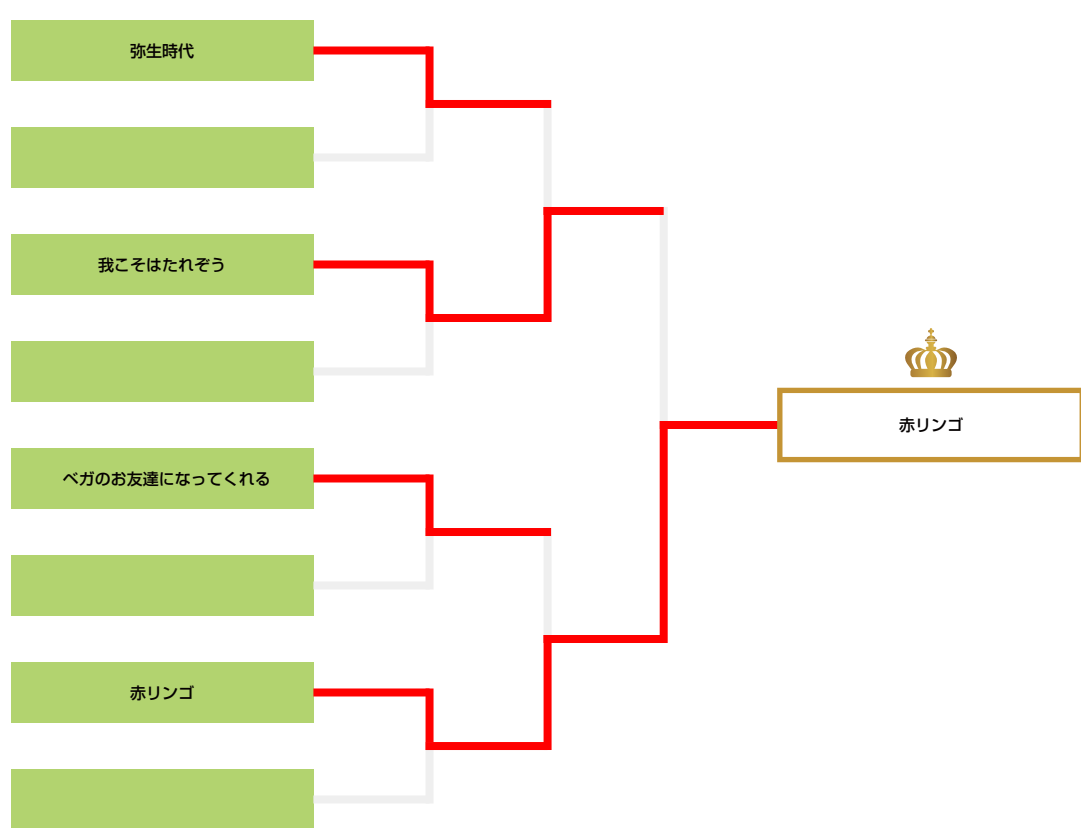 弥生時代
我こそはたれぞう
ベガのお友達になってくれる
赤リンゴ
赤リンゴ